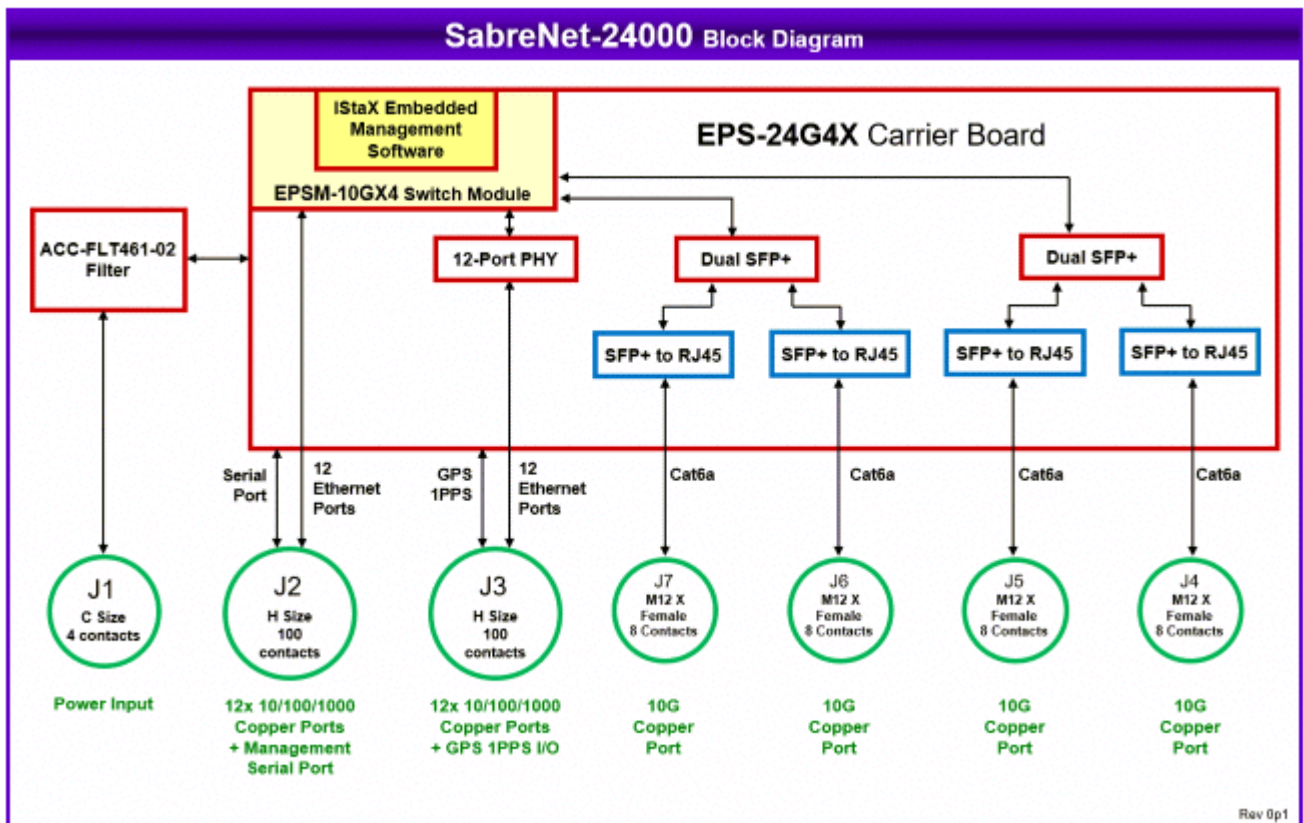 SabreNet-24000 Block Diagram
IStaX Embedded
Management
Software
EPS-24G4X Carrier Board
EPSM-10GX4 Switch Module
ACC-FLT461-02
Filter
12-Port PHY
Dual SFP+
Dual SFP+
SFP+ to RJ45
SFP+ to RJ45
SFP+ to RJ45
SFP+ to RJ45
Serial
Port
12
Ethernet
Ports
GPS
1PPS
12
Ethernet
Ports
Cat6a
Cat6a
Cat6a
Cat6a
J1
C Size
4 contacts
J2
H Size
100
contacts
J3
H Size
100
contacts
J7
M12 X
Female
8 Contacts
J6
M12 X
Female
8 Contacts
J5
M12 X
Female
8 Contacts
J4
M12 X
Female
8 Contacts
Power Input
12x 10/100/1000
Copper Ports
+ Management
Serial Port
12x 10/100/1000
Copper Ports
+ GPS 1PPS I/O
10G
Copper
Port
10G
Copper
Port
10G
Copper
Port
10G
Copper
Port
Rev 0p1